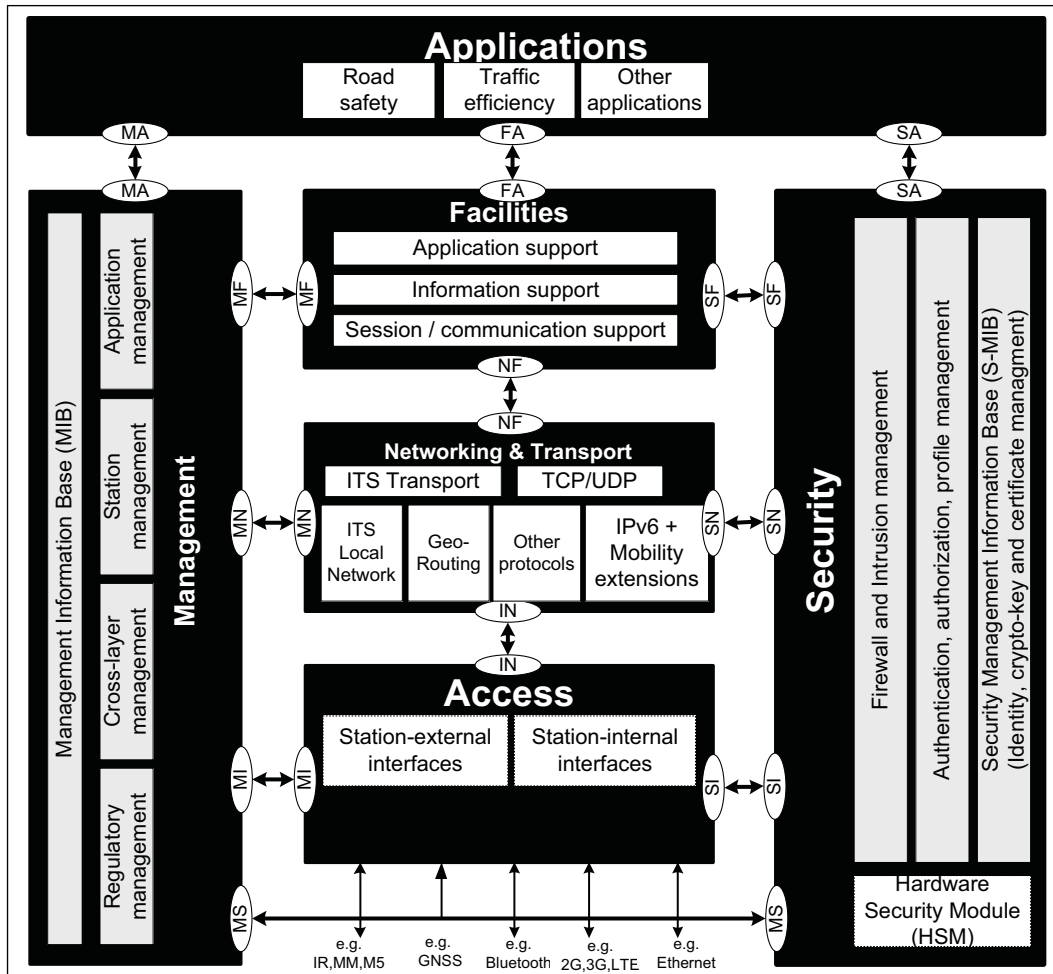 Applications
Road
safety
Traffic
efficiency
Other
applications
MA
FA
SA
MA
FA
SA
Management Information Base (MIB)
Application
management
Station
management
Cross-layer
management
Regulatory
management
Management
MF
MF
MN
MN
MI
MI
MS
Facilities
Application support
Information support
Session / communication support
NF
NF
Networking & Transport
ITS Transport
TCP/UDP
ITS
Local
Network
Geo-
Routing
Other
protocols
IPv6 +
Mobility
extensions
IN
IN
Access
Station-external
interfaces
Station-internal
interfaces
e.g.
IR,MM,M5
e.g.
GNSS
e.g.
Bluetooth
e.g.
2G,3G,LTE
e.g.
Ethernet
SF
SF
SN
SN
SI
SI
MS
Security
Firewall and Intrusion management
Authentication, authorization, profile management
Security Management Information Base (S-MIB)
(Identity, crypto-key and certificate managment)
Hardware
Security Module
(HSM)